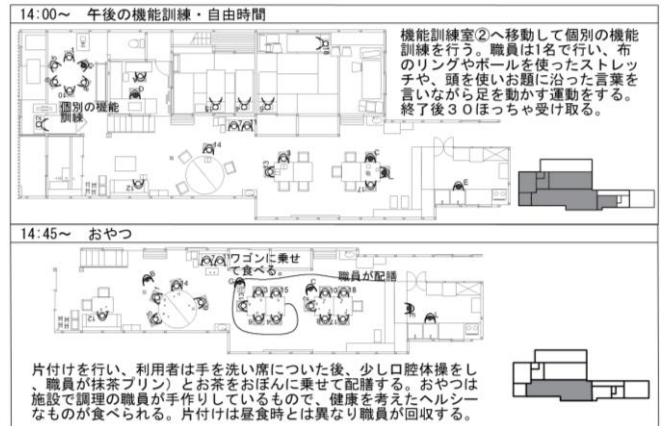 14:00～　午後の機能訓練・自由時間
機能訓練室②へ移動して個別の機能
訓練を行う。職員は1名で行い、布
のリングやボールを使ったストレッ
チや、頭を使いお題に沿った言葉を
言いながら足を動かす運動をする。
終了後３０ほっちゃ受け取る。
個別の機能
訓練
14
12
17
C
E
14:45～　おやつ
ワゴンに乗せ
て食べる。
職員が配膳
片付けを行い、利用者は手を洗い席についた後、少し口腔体操をし
、職員が抹茶プリン）とお茶をおぼんに乗せて配膳する。おやつは
施設で調理の職員が手作りしているもので、健康を考えたヘルシー
なものが食べられる。片付けは昼食時とは異なり職員が回収する。